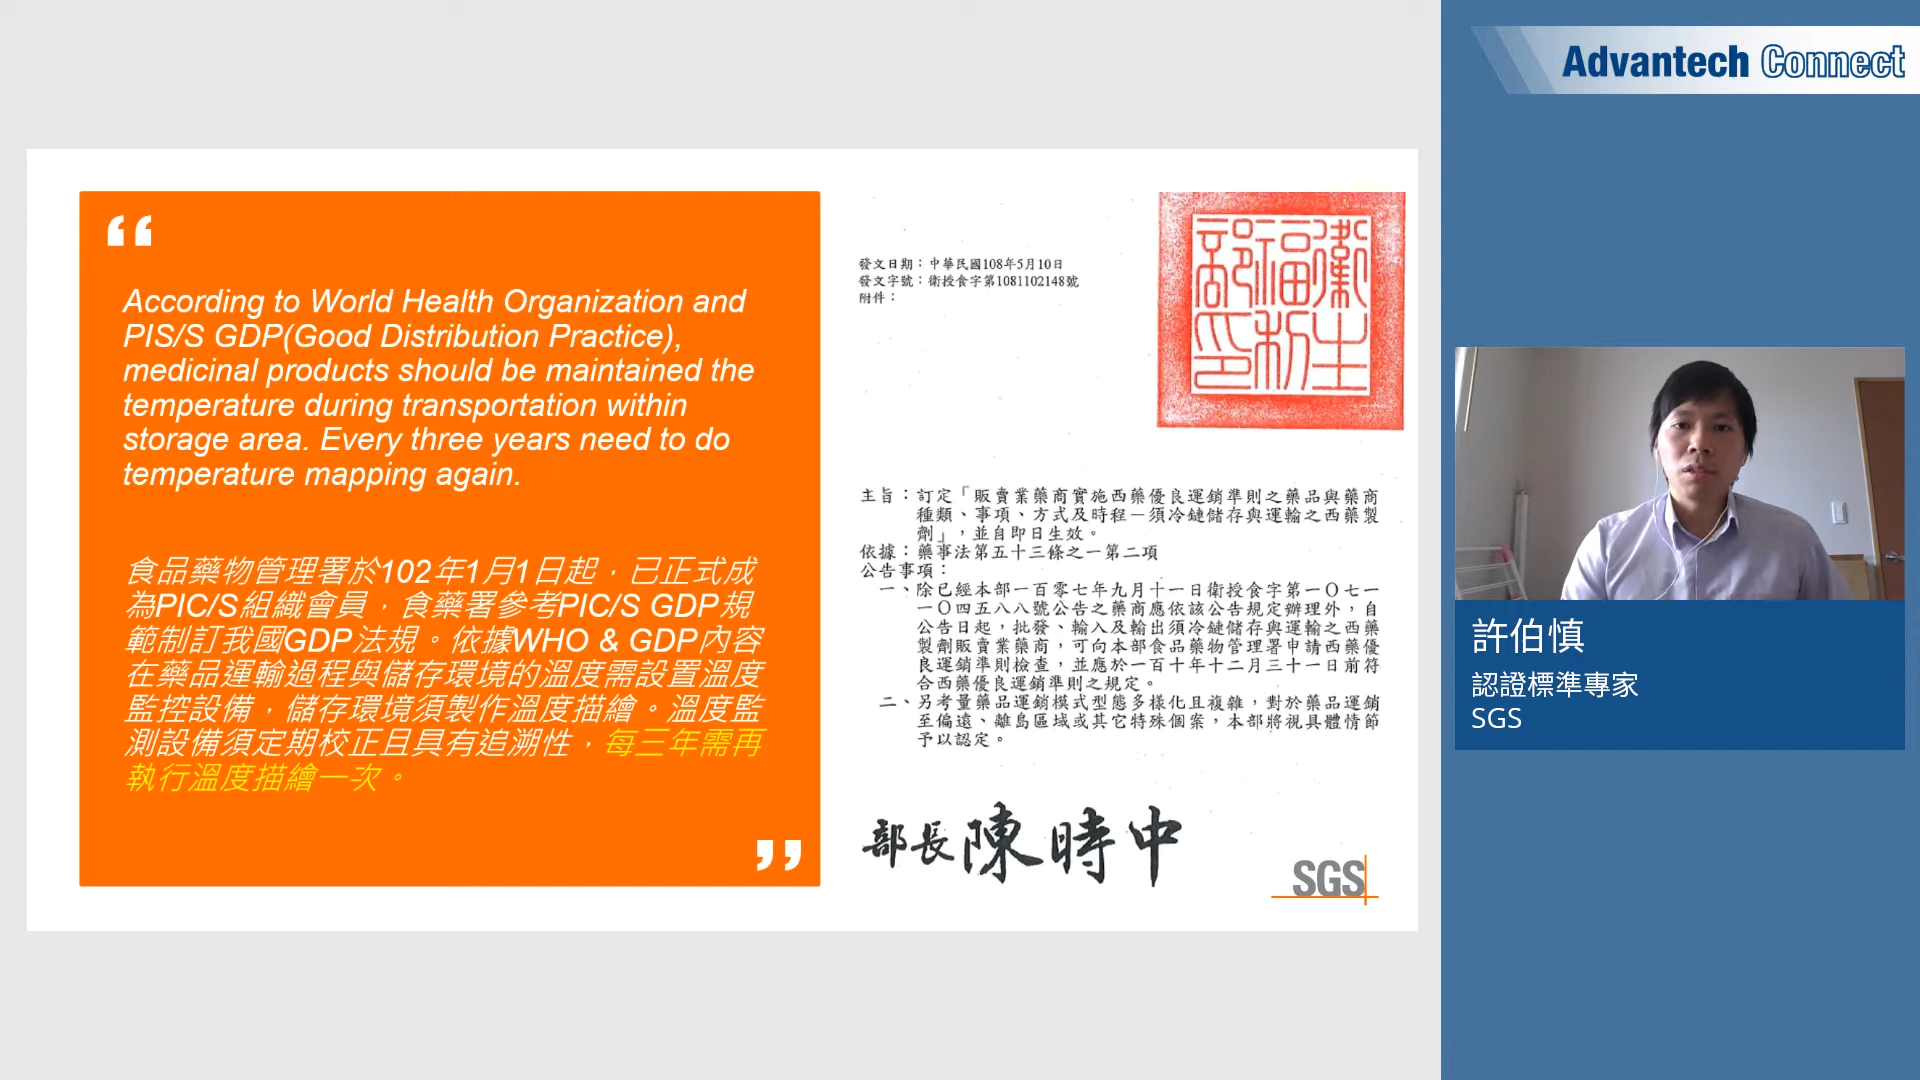 Advantech Connect
“
According to World Health Organization and
PIS/S GDP(Good Distribution Practice),
medicinal products should be maintained the
temperature during transportation within
storage area. Every three years need to do
temperature mapping again.
食品藥物管理署於102年1月1日起，已正式成
為PIC/S組織會員，食藥署參考PIC/S GDP規
範制訂我國GDP法規。依據WHO & GDP內容
在藥品運輸過程與儲存環境的溫度需設置溫度
監控設備，儲存環境須製作溫度描繪。溫度監
測設備須定期校正且具有追溯性，每三年需再
執行溫度描繪一次。
”
發文日期：中華民國108年5月10日
發文字號：衛授食字第1081102148號
附件：
衛生福利部印
主旨：訂定「販賣業藥商實施西藥優良運銷準則之藥品與藥商
種類、事項、方式及時程－須冷鏈儲存與運輸之西藥製
劑」，並自即日生效。
依據：藥事法第五十三條之一第二項
公告事項：
一、除已經本部一百零七年九月十一日衛授食字第一０七一
一０四五八八號公告之藥商應依該公告規定辦理外，自
公告日起，批發、輸入及輸出須冷鏈儲存與運輸之西藥
製劑販賣業藥商，可向本部食品藥物管理署申請西藥優
良運銷準則檢查，並應於一百十年十二月三十一日前符
合西藥優良運銷準則之規定。
二、另考量藥品運銷模式型態多樣化且複雜，對於藥品運銷
至偏遠、離島區域或其它特殊個案，本部將視具體情節
予以認定。
部長陳時中
SGS
許伯慎
認證標準專家
SGS